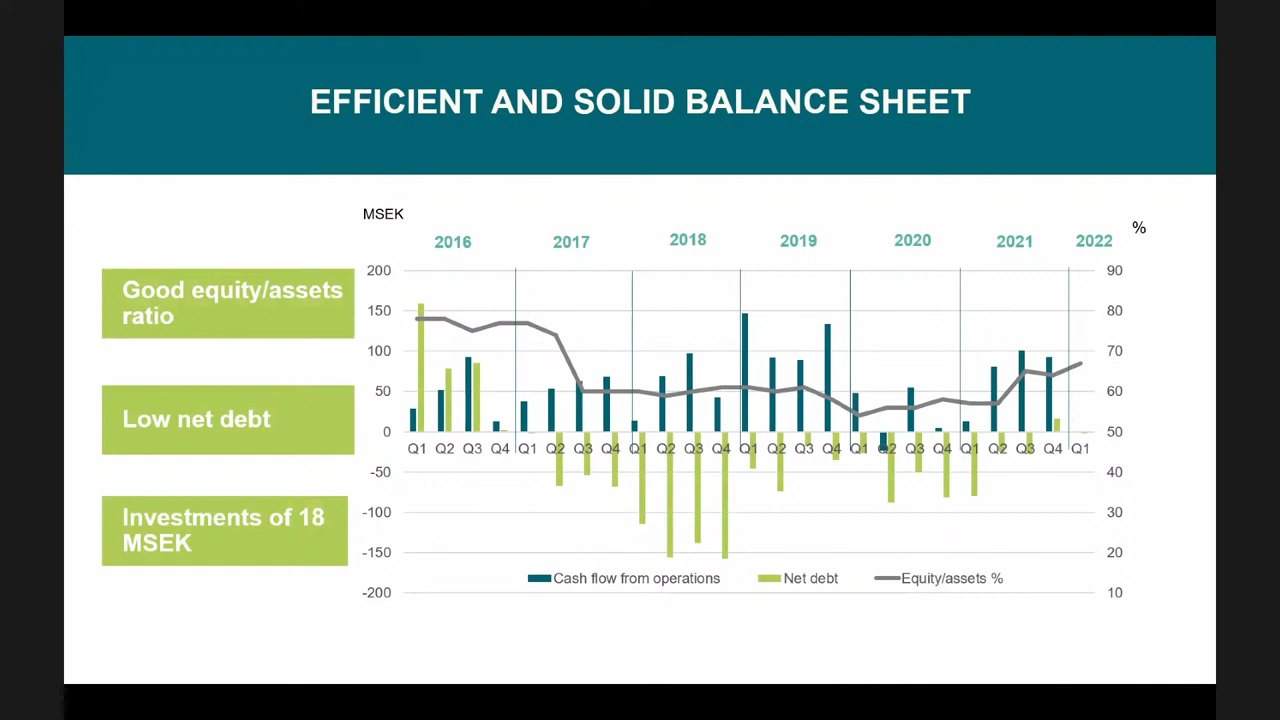 EFFICIENT AND SOLID BALANCE SHEET
Good equity/assets
ratio
Low net debt
Investments of 18
MSEK
MSEK
%
2016 2017 2018 2019 2020 2021 2022
200 90
150 80
100 70
50 60
0 50
Q1 Q2 Q3 Q4 Q1 Q2 Q3 Q4 Q1 Q2 Q3 Q4 Q1 Q2 Q3 Q4 Q1 Q2 Q3 Q4 Q1 Q2 Q3 Q4 Q1
-50 40
-100 30
-150 20
Cash flow from operations Net debt Equity/assets %
-200 10